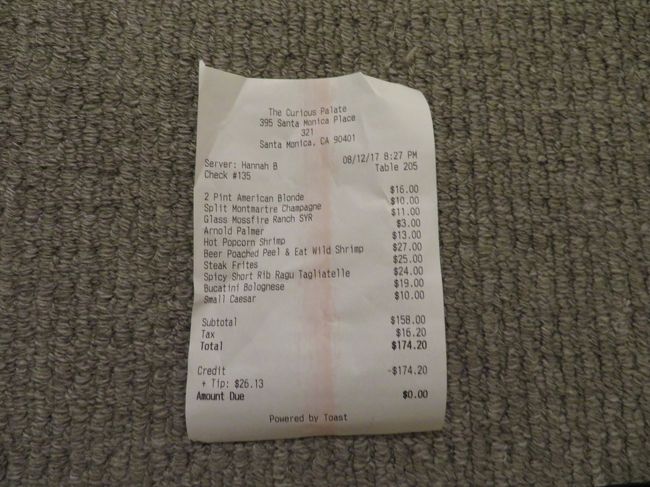 The Curious Palate
395 Santa Monica Place
321
Santa Monica, CA 90401
Server: Hannah B 08/12/17 8:27 PM
Check #135 Table 205
2 Pint American Blonde $16.00
Split Montmartre Champagne $10.00
Glass Mossfire Ranch SYR $11.00
Arnold Palmer $3.00
Hot Popcorn Shrimp $13.00
Beer Poached Peel & Eat Wild Shrimp $27.00
Steak Frites $25.00
Spicy Short Rib Ragu Tagliatelle $24.00
Bucatini Bolognese $19.00
Small Caesar $10.00
Subtotal $158.00
Tax $16.20
Total $174.20
Credit -$174.20
+ Tip: $26.13
Amount Due $0.00
Powered by Toast